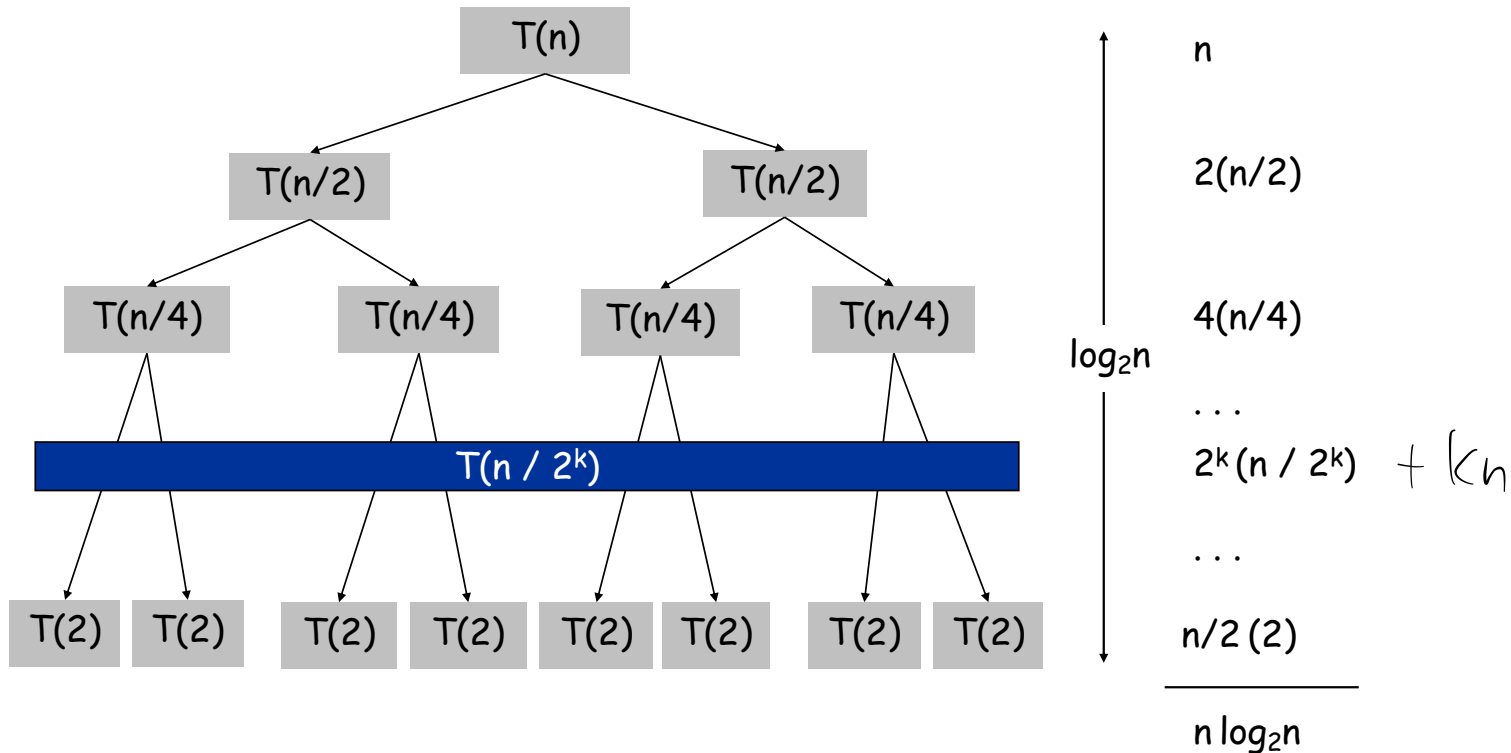 T(n) n
T(n/2) T(n/2) 2(n/2)
T(n/4) T(n/4) T(n/4) T(n/4) 4(n/4)
log₂n
. . .
T(n / 2ᵏ) 2ᵏ (n / 2ᵏ) + kn
. . .
T(2) T(2) T(2) T(2) T(2) T(2) T(2) T(2) n/2 (2)
n log₂n